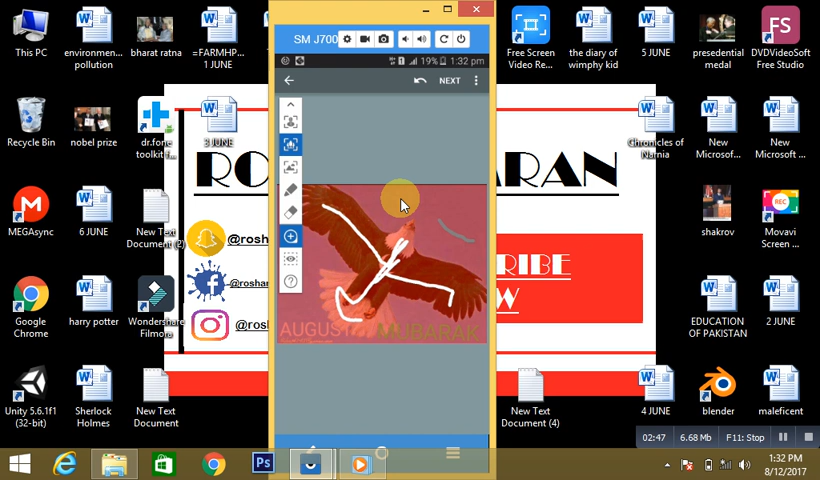 This PC
environmen... pollution
bharat ratna
=FARMHP... 1 JUNE
SM J700
Free Screen Video Re...
the diary of wimphy kid
5 JUNE
presedential medal
DVDVideoSoft Free Studio
19% 1:32 pm
NEXT
Recycle Bin
nobel prize
dr.fone toolkit f...
3 JUNE
Chronicles of Narnia
New Microsof...
New Microsoft ...
RO
ARAN
MEGAsync
6 JUNE
New Text Document (2)
@rosh
RIBE
W
shakrov
REC
Movavi Screen ...
Google Chrome
harry potter
Wondershare Filmora
@roshar
@rosl
AUGUST MUBARAK
EDUCATION OF PAKISTAN
2 JUNE
Unity 5.6.1f1 (32-bit)
Sherlock Holmes
New Text Document
New Text Document (4)
4 JUNE
blender
maleficent
02:47 6.68 Mb F11: Stop
Ps
1:32 PM
8/12/2017